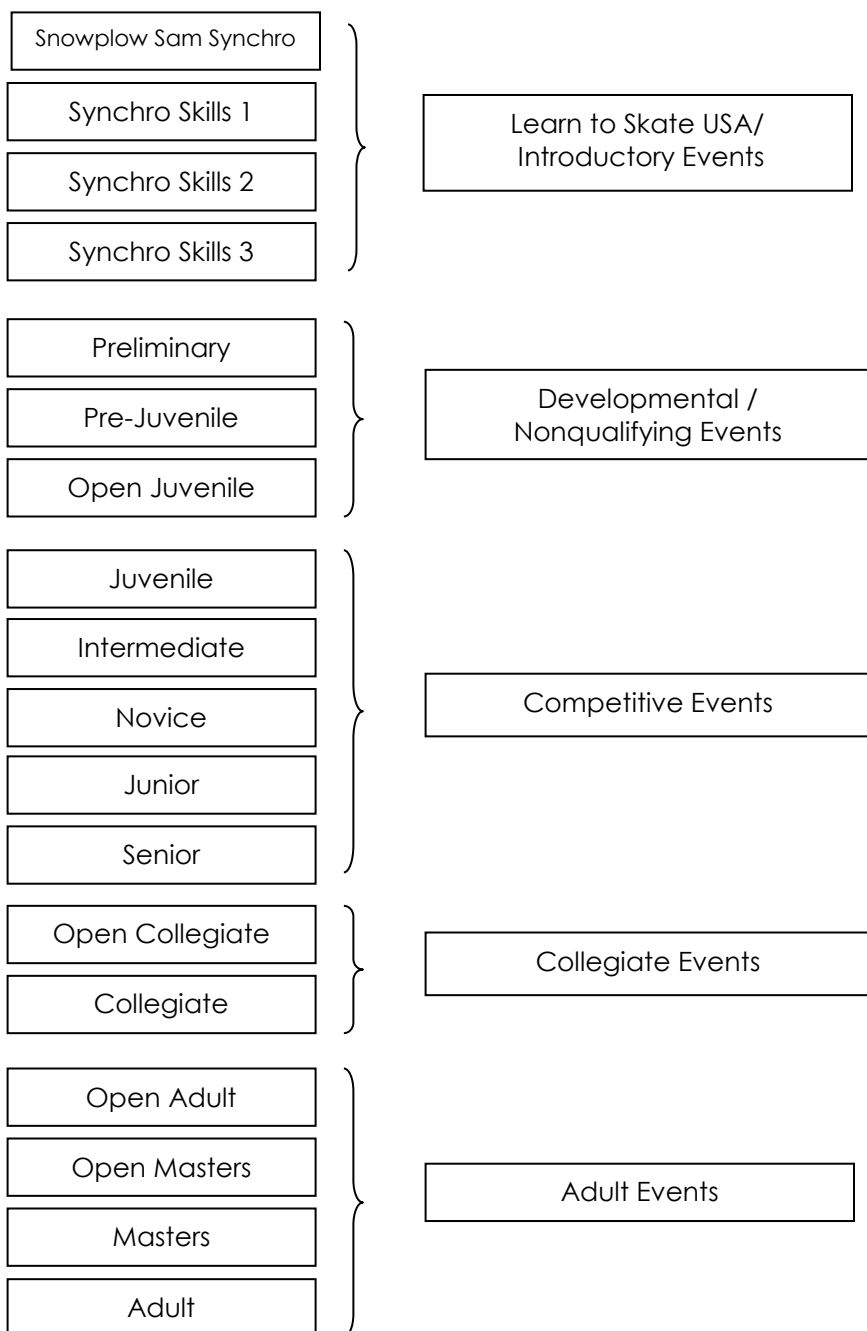 Snowplow Sam Synchro
Synchro Skills 1
Synchro Skills 2
Synchro Skills 3
Learn to Skate USA/
Introductory Events
Preliminary
Pre-Juvenile
Open Juvenile
Developmental /
Nonqualifying Events
Juvenile
Intermediate
Novice
Junior
Senior
Competitive Events
Open Collegiate
Collegiate
Collegiate Events
Open Adult
Open Masters
Masters
Adult
Adult Events